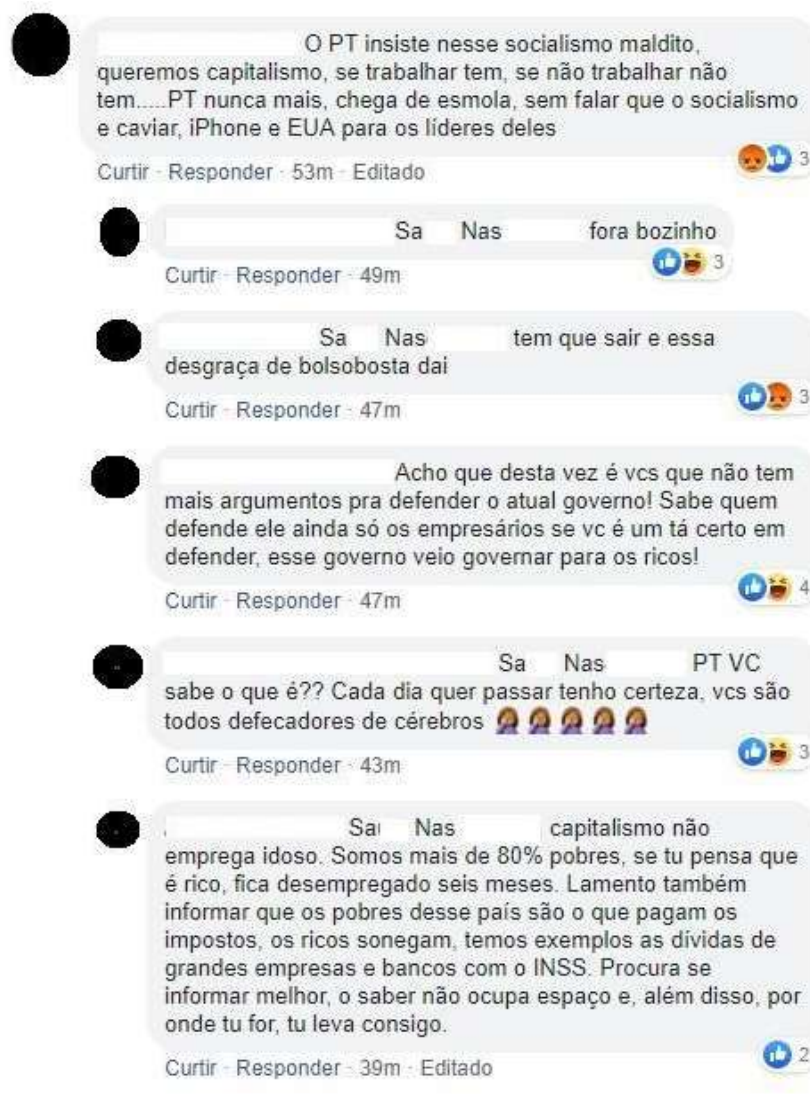 O PT insiste nesse socialismo maldito,
queremos capitalismo, se trabalhar tem, se não trabalhar não
tem.....PT nunca mais, chega de esmola, sem falar que o socialismo
e caviar, iPhone e EUA para os líderes deles
3
Curtir · Responder · 53m · Editado
Sa Nas fora bozinho
3
Curtir · Responder · 49m
Sa Nas tem que sair e essa
desgraça de bolsobosta dai
3
Curtir · Responder · 47m
Acho que desta vez é vcs que não tem
mais argumentos pra defender o atual governo! Sabe quem
defende ele ainda só os empresários se vc é um tá certo em
defender, esse governo veio governar para os ricos!
4
Curtir · Responder · 47m
Sa Nas PT VC
sabe o que é?? Cada dia quer passar tenho certeza, vcs são
todos defecadores de cérebros 🤦🏽‍♀️🤦🏽‍♀️🤦🏽‍♀️🤦🏽‍♀️🤦🏽‍♀️
3
Curtir · Responder · 43m
Sa Nas capitalismo não
emprega idoso. Somos mais de 80% pobres, se tu pensa que
é rico, fica desempregado seis meses. Lamento também
informar que os pobres desse país são o que pagam os
impostos, os ricos sonegam, temos exemplos as dívidas de
grandes empresas e bancos com o INSS. Procura se
informar melhor, o saber não ocupa espaço e, além disso, por
onde tu for, tu leva consigo.
2
Curtir · Responder · 39m · Editado